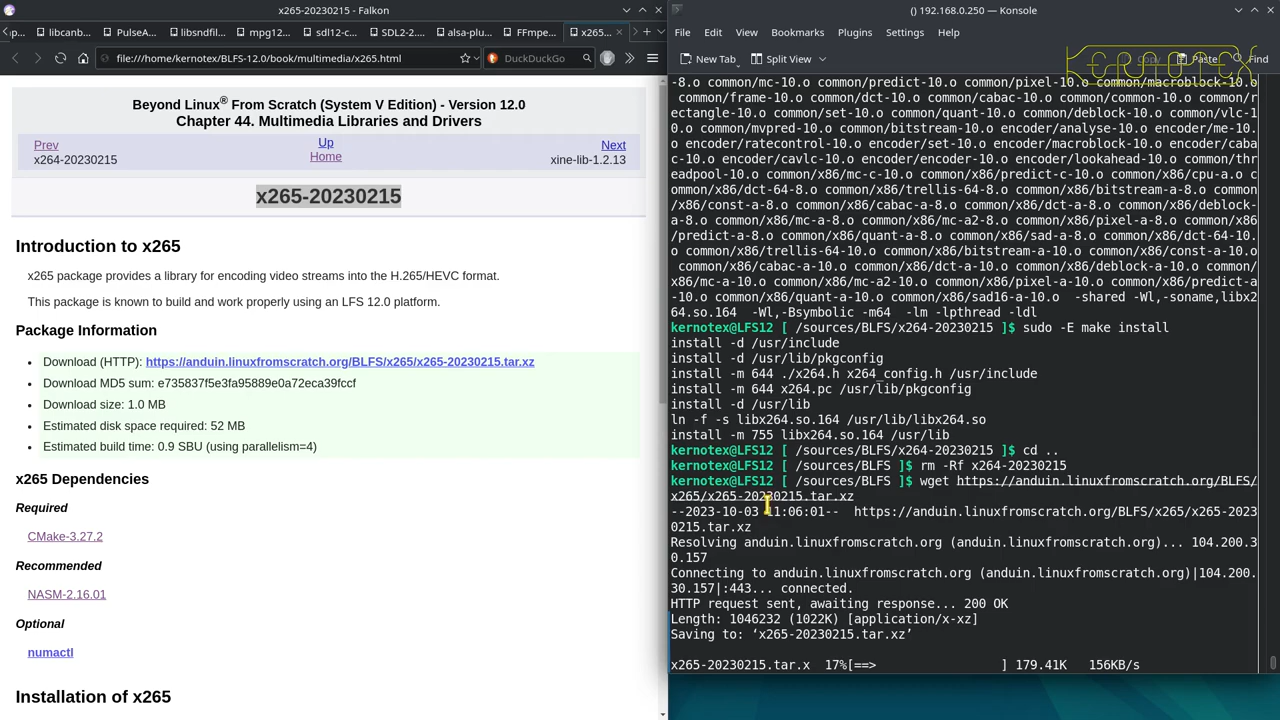 x265-20230215 — Falkon
p...
libcanb...
PulseA...
libsndfil...
mpg12...
sdl12-c...
SDL2-2....
alsa-plu...
FFmpe...
x265...
file:///home/kernotex/BLFS-12.0/book/multimedia/x265.html
DuckDuckGo
Beyond Linux® From Scratch (System V Edition) - Version 12.0
Chapter 44. Multimedia Libraries and Drivers
Prev
x264-20230215
Up
Home
Next
xine-lib-1.2.13
x265-20230215
Introduction to x265
x265 package provides a library for encoding video streams into the H.265/HEVC format.
This package is known to build and work properly using an LFS 12.0 platform.
Package Information
Download (HTTP): https://anduin.linuxfromscratch.org/BLFS/x265/x265-20230215.tar.xz
Download MD5 sum: e735837f5e3fa95889e0a72eca39fccf
Download size: 1.0 MB
Estimated disk space required: 52 MB
Estimated build time: 0.9 SBU (using parallelism=4)
x265 Dependencies
Required
CMake-3.27.2
Recommended
NASM-2.16.01
Optional
numactl
Installation of x265
() 192.168.0.250 — Konsole
File Edit View Bookmarks Plugins Settings Help
New Tab Split View Copy Paste Find
KERNOTEX
-8.o common/mc-10.o common/predict-10.o common/pixel-10.o common/macroblock-10.o
common/frame-10.o common/dct-10.o common/cabac-10.o common/common-10.o common/r
ectangle-10.o common/set-10.o common/quant-10.o common/deblock-10.o common/vlc-1
0.o common/mvpred-10.o common/bitstream-10.o encoder/analyse-10.o encoder/me-10.
o encoder/ratecontrol-10.o encoder/set-10.o encoder/macroblock-10.o encoder/caba
c-10.o encoder/cavlc-10.o encoder/encoder-10.o encoder/lookahead-10.o common/thr
eadpool-10.o common/x86/mc-c-10.o common/x86/predict-c-10.o common/x86/cpu-a.o c
ommon/x86/dct-64-8.o common/x86/trellis-64-8.o common/x86/bitstream-a-8.o common
/x86/const-a-8.o common/x86/cabac-a-8.o common/x86/dct-a-8.o common/x86/deblock-
a-8.o common/x86/mc-a-8.o common/x86/mc-a2-8.o common/x86/pixel-a-8.o common/x86
/predict-a-8.o common/x86/quant-a-8.o common/x86/sad-a-8.o common/x86/dct-64-10.
o common/x86/trellis-64-10.o common/x86/bitstream-a-10.o common/x86/const-a-10.o
common/x86/cabac-a-10.o common/x86/dct-a-10.o common/x86/deblock-a-10.o common/
x86/mc-a-10.o common/x86/mc-a2-10.o common/x86/pixel-a-10.o common/x86/predict-a
-10.o common/x86/quant-a-10.o common/x86/sad16-a-10.o -shared -Wl,-soname,libx2
64.so.164 -Wl,-Bsymbolic -m64 -lm -lpthread -ldl
kernotex@LFS12 [ /sources/BLFS/x264-20230215 ]$ sudo -E make install
install -d /usr/include
install -d /usr/lib/pkgconfig
install -m 644 ./x264.h x264_config.h /usr/include
install -m 644 x264.pc /usr/lib/pkgconfig
install -d /usr/lib
ln -f -s libx264.so.164 /usr/lib/libx264.so
install -m 755 libx264.so.164 /usr/lib
kernotex@LFS12 [ /sources/BLFS/x264-20230215 ]$ cd ..
kernotex@LFS12 [ /sources/BLFS ]$ rm -Rf x264-20230215
kernotex@LFS12 [ /sources/BLFS ]$ wget https://anduin.linuxfromscratch.org/BLFS/
x265/x265-20230215.tar.xz
--2023-10-03 11:06:01-- https://anduin.linuxfromscratch.org/BLFS/x265/x265-2023
0215.tar.xz
Resolving anduin.linuxfromscratch.org (anduin.linuxfromscratch.org)... 104.200.3
0.157
Connecting to anduin.linuxfromscratch.org (anduin.linuxfromscratch.org)|104.200.
30.157|:443... connected.
HTTP request sent, awaiting response... 200 OK
Length: 1046232 (1022K) [application/x-xz]
Saving to: ‘x265-20230215.tar.xz’
x265-20230215.tar.x 17%[==> ] 179.41K 156KB/s